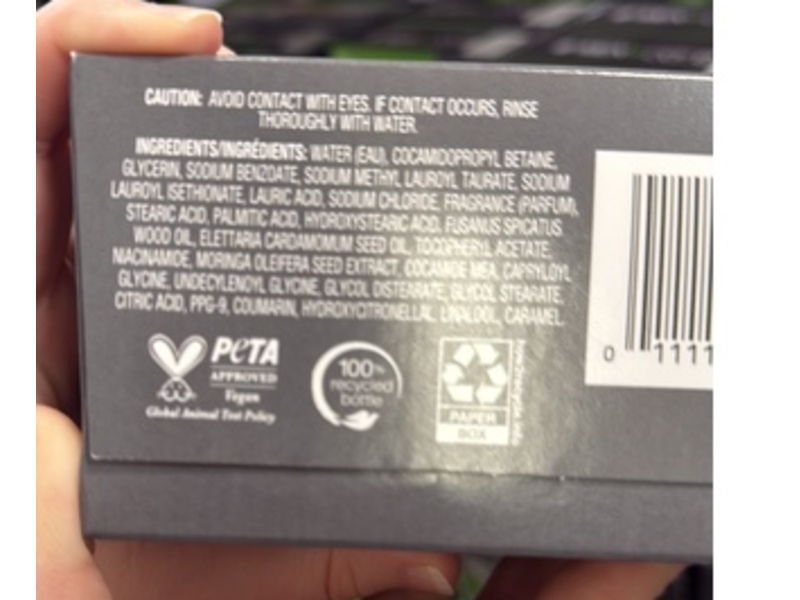 CAUTION: AVOID CONTACT WITH EYES. IF CONTACT OCCURS, RINSE
THOROUGHLY WITH WATER.
INGREDIENTS/INGRÉDIENTS: WATER (EAU), COCAMIDOPROPYL BETAINE,
GLYCERIN, SODIUM BENZOATE, SODIUM METHYL LAUROYL TAURATE, SODIUM
LAUROYL ISETHIONATE, LAURIC ACID, SODIUM CHLORIDE, FRAGRANCE (PARFUM),
STEARIC ACID, PALMITIC ACID, HYDROXYSTEARIC ACID, FUSANUS SPICATUS
WOOD OIL, ELETTARIA CARDAMOMUM SEED OIL, TOCOPHERYL ACETATE,
NIACINAMIDE, MORINGA OLEIFERA SEED EXTRACT, COCAMIDE MEA, CAPRYLOYL
GLYCINE, UNDECYLENOYL GLYCINE, GLYCOL DISTEARATE, GLYCOL STEARATE,
CITRIC ACID, PPG-9, COUMARIN, HYDROXYCITRONELLAL, LINALOOL, CARAMEL.
PETA
APPROVED
Vegan
Global Animal Test Policy
100%
recycled
bottle
PAPER
BOX
how2recycle.info
0 1111